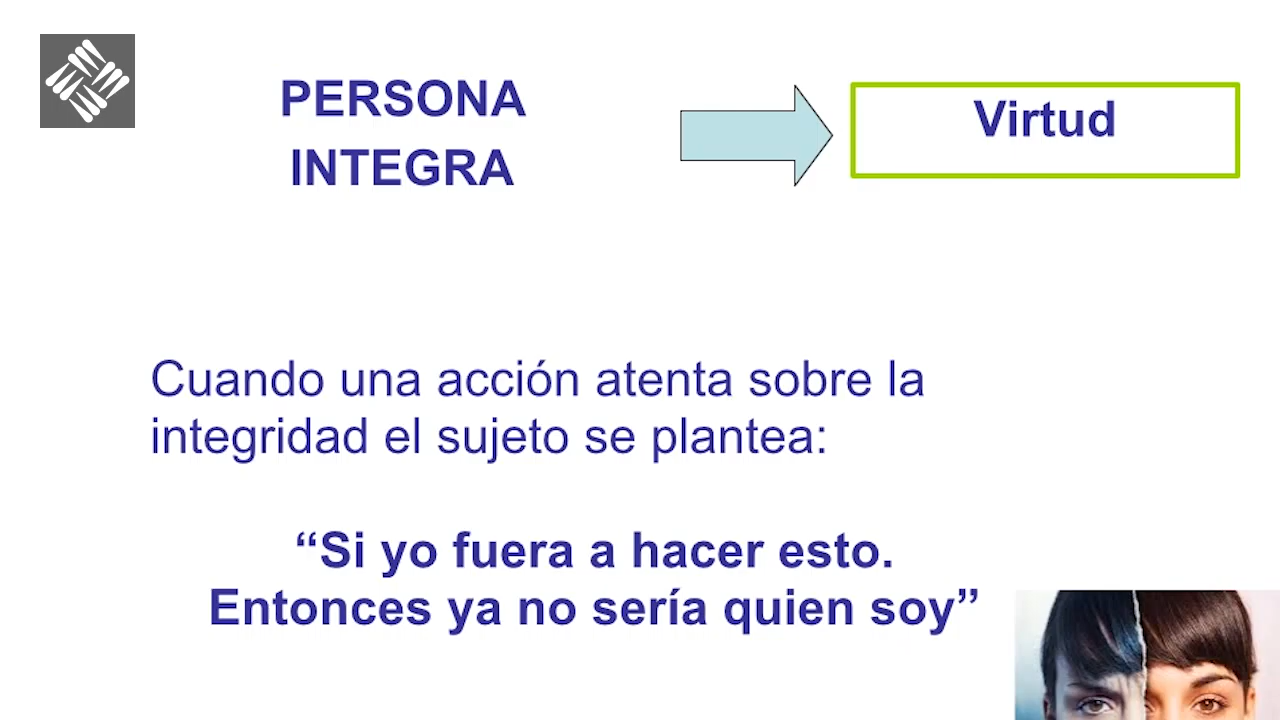 PERSONA
INTEGRA
Virtud
Cuando una acción atenta sobre la
integridad el sujeto se plantea:
“Si yo fuera a hacer esto.
Entonces ya no sería quien soy”